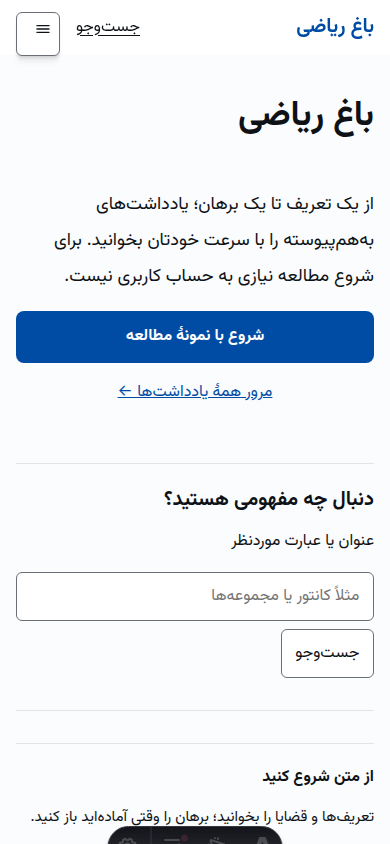 باغ ریاضی
جست‌وجو
باغ ریاضی
از یک تعریف تا یک برهان؛ یادداشت‌های
به‌هم‌پیوسته را با سرعت خودتان بخوانید. برای
شروع مطالعه نیازی به حساب کاربری نیست.
شروع با نمونهٔ مطالعه
مرور همهٔ یادداشت‌ها ←
دنبال چه مفهومی هستید؟
عنوان یا عبارت موردنظر
مثلاً کانتور یا مجموعه‌ها
جست‌وجو
از متن شروع کنید
تعریف‌ها و قضایا را بخوانید؛ برهان را وقتی آماده‌اید باز کنید.